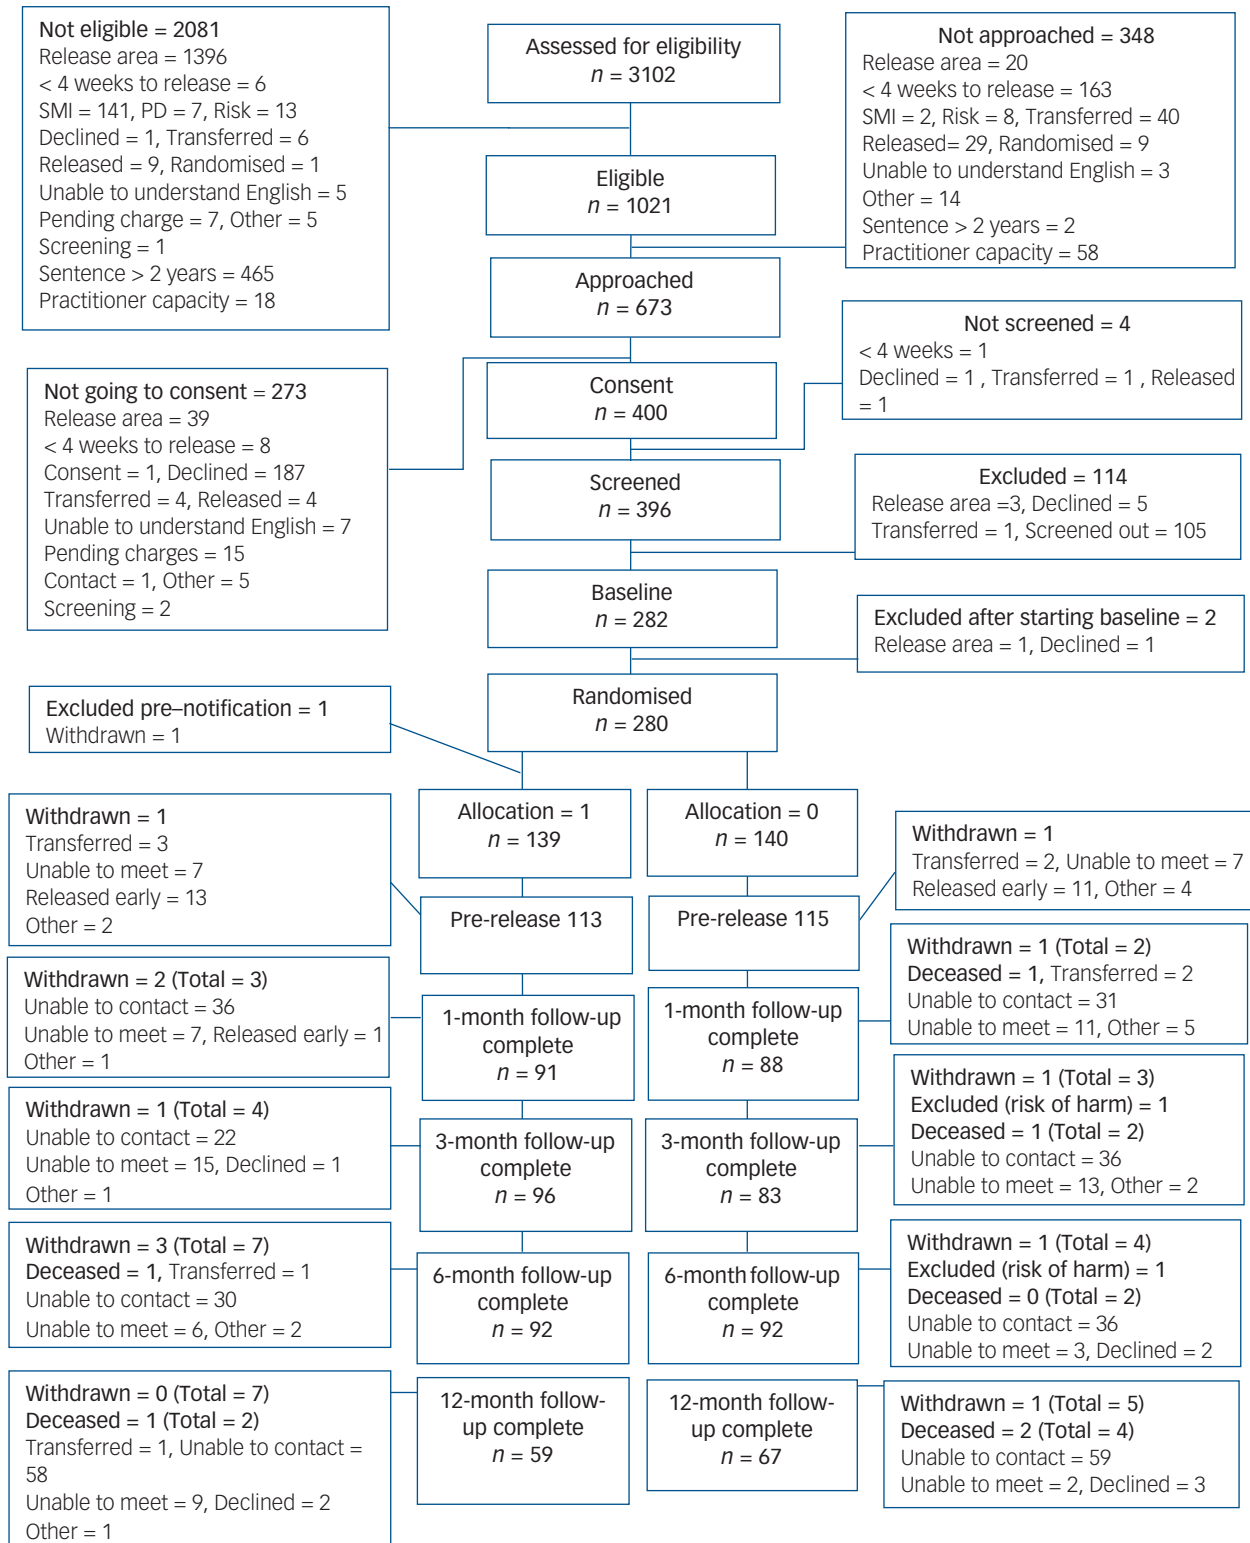 Not eligible = 2081
Release area = 1396
< 4 weeks to release = 6
SMI = 141, PD = 7, Risk = 13
Declined = 1, Transferred = 6
Released = 9, Randomised = 1
Unable to understand English = 5
Pending charge = 7, Other = 5
Screening = 1
Sentence > 2 years = 465
Practitioner capacity = 18
Assessed for eligibility
n = 3102
Not approached = 348
Release area = 20
< 4 weeks to release = 163
SMI = 2, Risk = 8, Transferred = 40
Released= 29, Randomised = 9
Unable to understand English = 3
Other = 14
Sentence > 2 years = 2
Practitioner capacity = 58
Eligible
n = 1021
Approached
n = 673
Not screened = 4
< 4 weeks = 1
Declined = 1 , Transferred = 1 , Released
= 1
Not going to consent = 273
Release area = 39
< 4 weeks to release = 8
Consent = 1, Declined = 187
Transferred = 4, Released = 4
Unable to understand English = 7
Pending charges = 15
Contact = 1, Other = 5
Screening = 2
Consent
n = 400
Screened
n = 396
Excluded = 114
Release area =3, Declined = 5
Transferred = 1, Screened out = 105
Baseline
n = 282
Excluded after starting baseline = 2
Release area = 1, Declined = 1
Randomised
n = 280
Excluded pre–notification = 1
Withdrawn = 1
Allocation = 1
n = 139
Allocation = 0
n = 140
Withdrawn = 1
Transferred = 3
Unable to meet = 7
Released early = 13
Other = 2
Pre-release 113
Pre-release 115
Withdrawn = 1
Transferred = 2, Unable to meet = 7
Released early = 11, Other = 4
Withdrawn = 2 (Total = 3)
Unable to contact = 36
Unable to meet = 7, Released early = 1
Other = 1
1-month follow-up
complete
n = 91
1-month follow-up
complete
n = 88
Withdrawn = 1 (Total = 2)
Deceased = 1, Transferred = 2
Unable to contact = 31
Unable to meet = 11, Other = 5
Withdrawn = 1 (Total = 4)
Unable to contact = 22
Unable to meet = 15, Declined = 1
Other = 1
3-month follow-up
complete
n = 96
3-month follow-up
complete
n = 83
Withdrawn = 1 (Total = 3)
Excluded (risk of harm) = 1
Deceased = 1 (Total = 2)
Unable to contact = 36
Unable to meet = 13, Other = 2
Withdrawn = 3 (Total = 7)
Deceased = 1, Transferred = 1
Unable to contact = 30
Unable to meet = 6, Other = 2
6-month follow-up
complete
n = 92
6-month follow-up
complete
n = 92
Withdrawn = 1 (Total = 4)
Excluded (risk of harm) = 1
Deceased = 0 (Total = 2)
Unable to contact = 36
Unable to meet = 3, Declined = 2
Withdrawn = 0 (Total = 7)
Deceased = 1 (Total = 2)
Transferred = 1, Unable to contact =
58
Unable to meet = 9, Declined = 2
Other = 1
12-month follow-
up complete
n = 59
12-month follow-
up complete
n = 67
Withdrawn = 1 (Total = 5)
Deceased = 2 (Total = 4)
Unable to contact = 59
Unable to meet = 2, Declined = 3